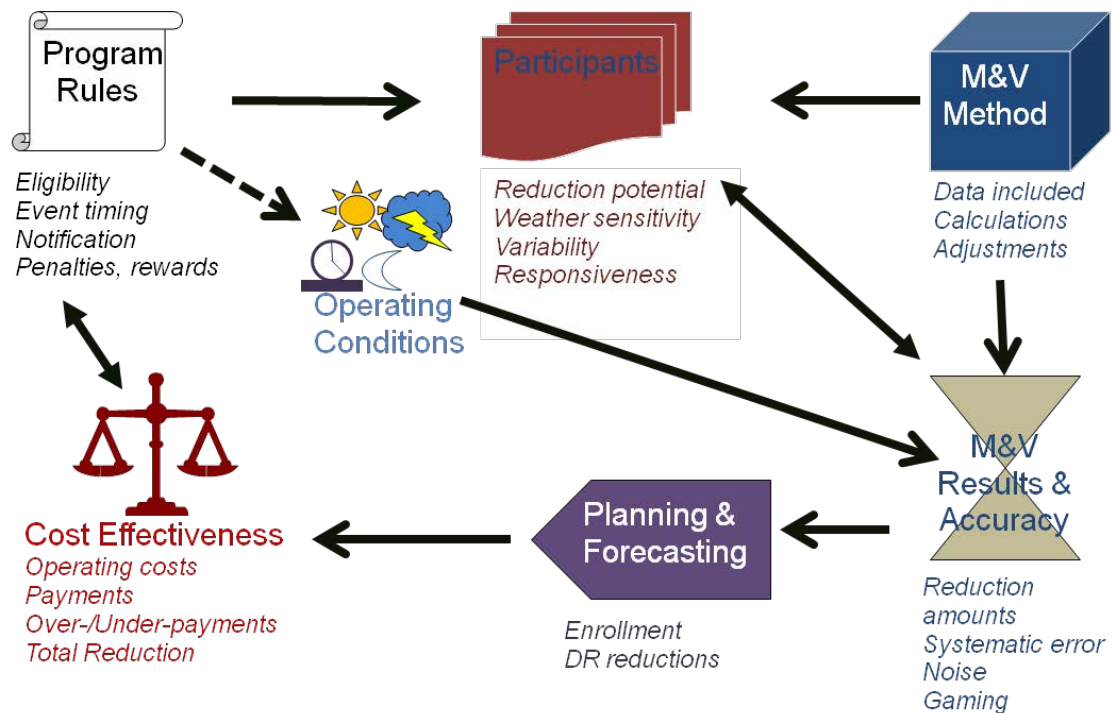 Program
Rules
Eligibility
Event timing
Notification
Penalties, rewards
Participants
Reduction potential
Weather sensitivity
Variability
Responsiveness
M&V
Method
Data included
Calculations
Adjustments
Operating
Conditions
M&V
Results &
Accuracy
Reduction
amounts
Systematic error
Noise
Gaming
Planning &
Forecasting
Enrollment
DR reductions
Cost Effectiveness
Operating costs
Payments
Over-/Under-payments
Total Reduction